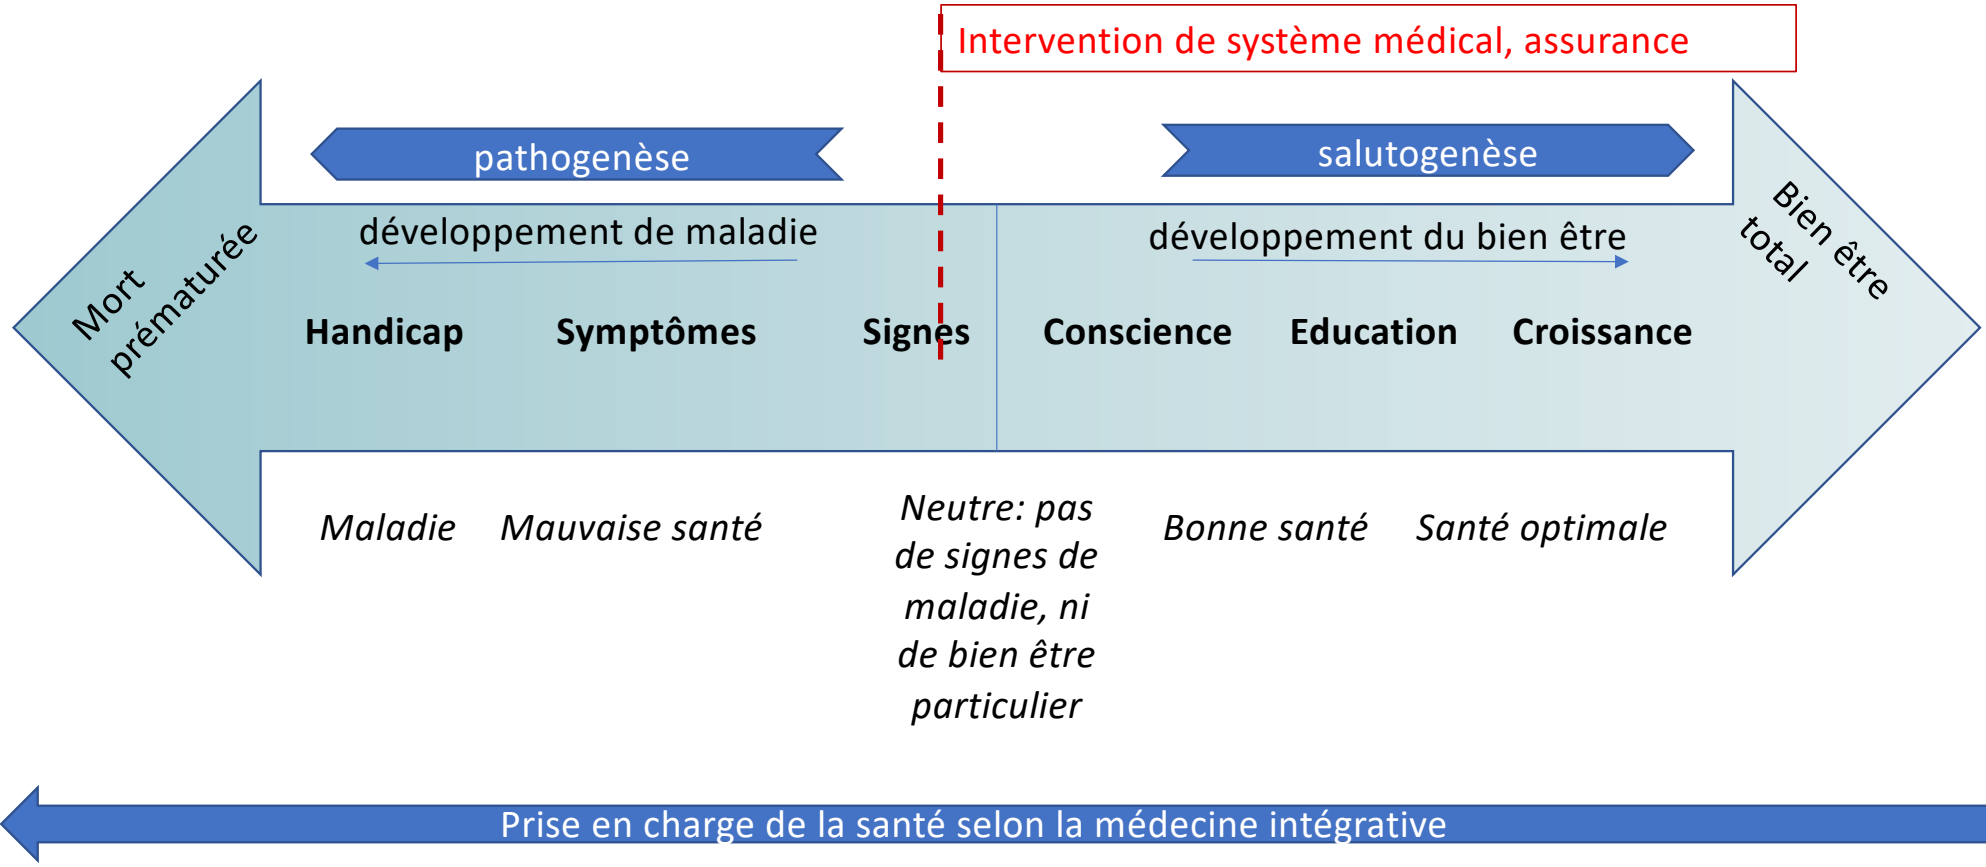 Intervention de système médical, assurance
pathogenèse
salutogenèse
Mort
prématurée
développement de maladie
développement du bien être
Bien être
total
Handicap
Symptômes
Signes
Conscience
Education
Croissance
Maladie
Mauvaise santé
Neutre: pas
de signes de
maladie, ni
de bien être
particulier
Bonne santé
Santé optimale
Prise en charge de la santé selon la médecine intégrative